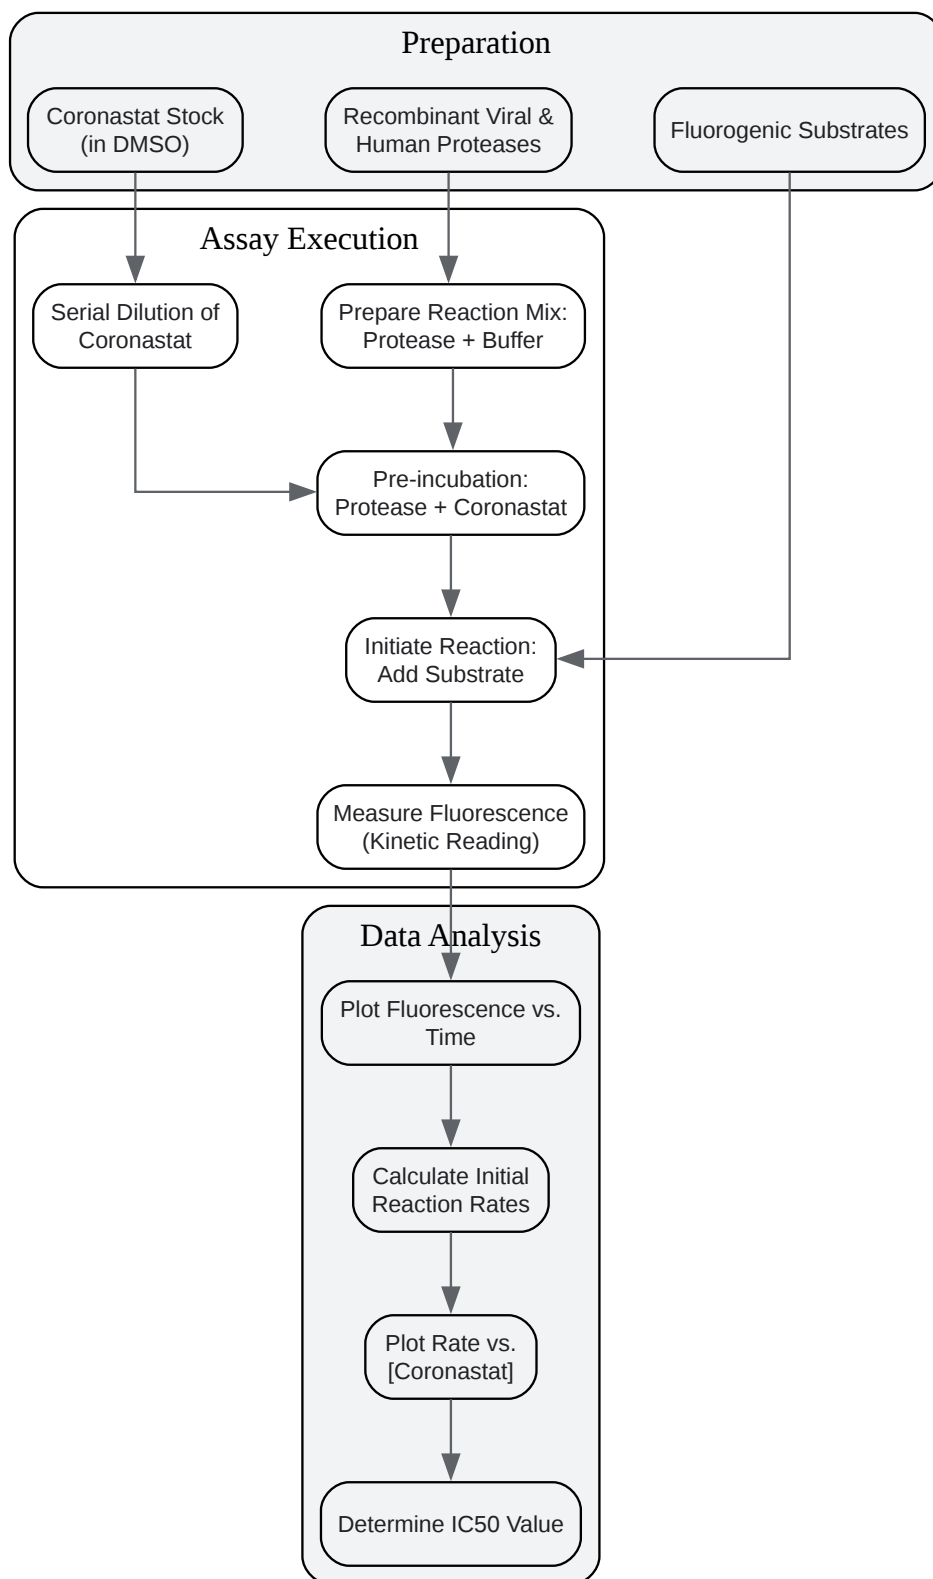 Preparation
Coronastat Stock
(in DMSO)
Recombinant Viral &
Human Proteases
Fluorogenic Substrates
Assay Execution
Serial Dilution of
Coronastat
Prepare Reaction Mix:
Protease + Buffer
Pre-incubation:
Protease + Coronastat
Initiate Reaction:
Add Substrate
Measure Fluorescence
(Kinetic Reading)
Data Analysis
Plot Fluorescence vs.
Time
Calculate Initial
Reaction Rates
Plot Rate vs.
[Coronastat]
Determine IC50 Value